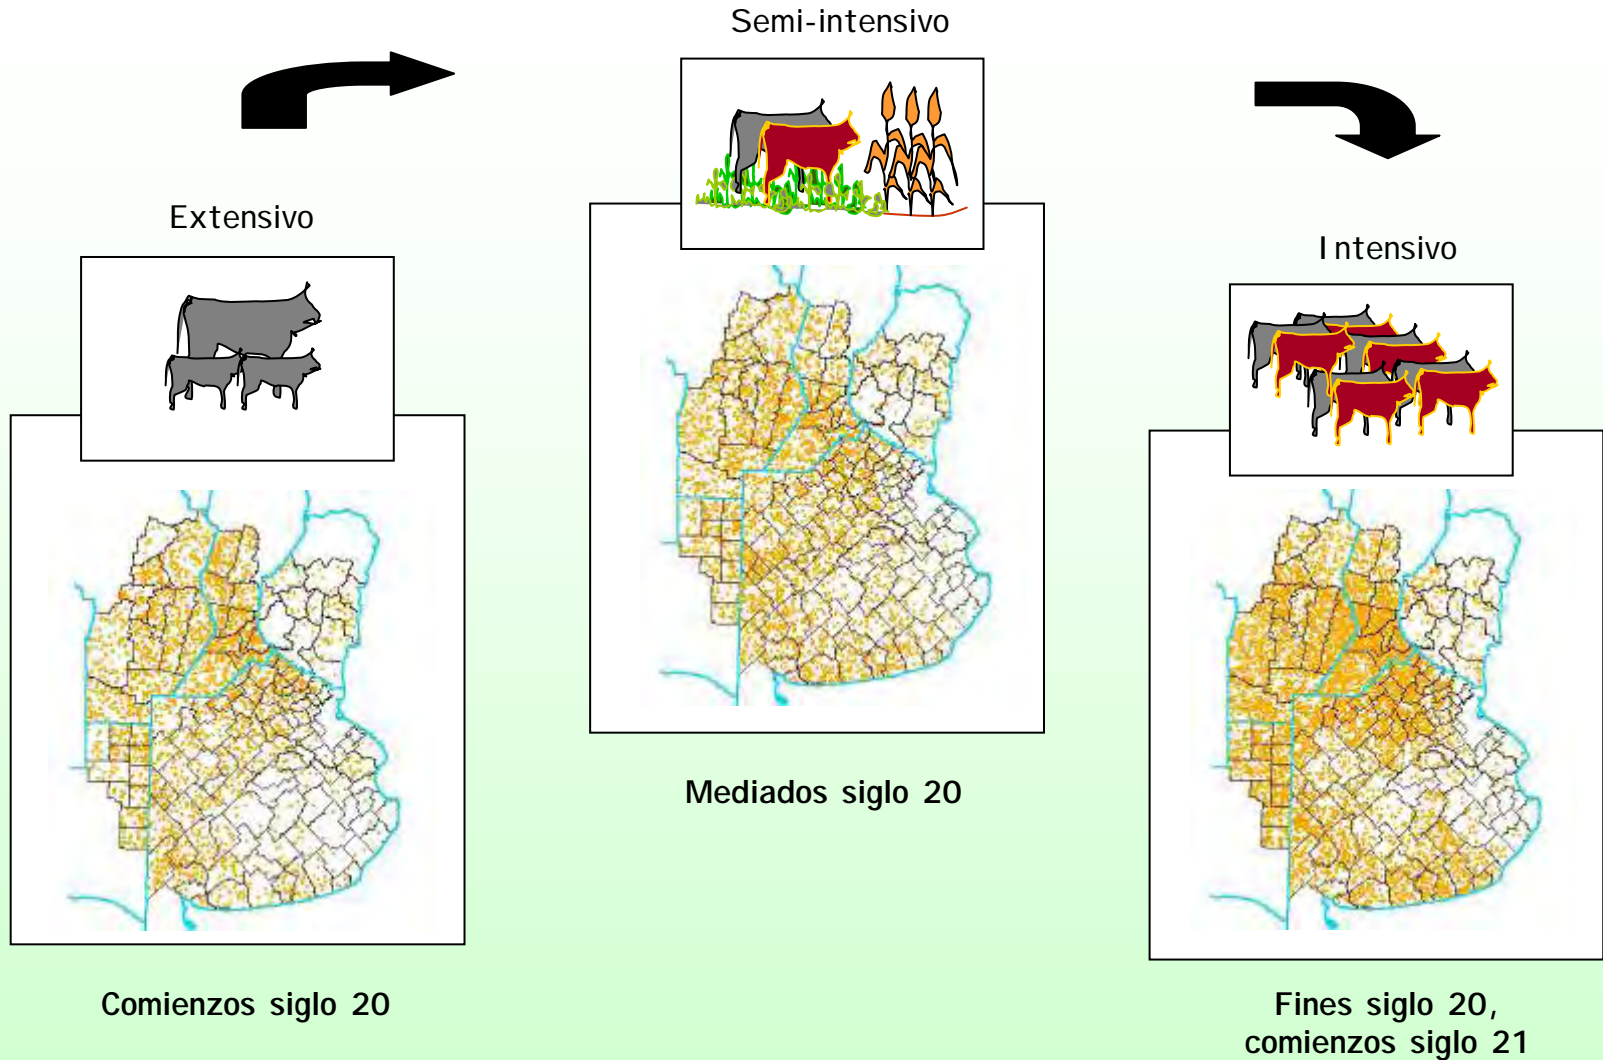 Semi-intensivo
Extensivo
Intensivo
Mediados siglo 20
Comienzos siglo 20
Fines siglo 20,
comienzos siglo 21